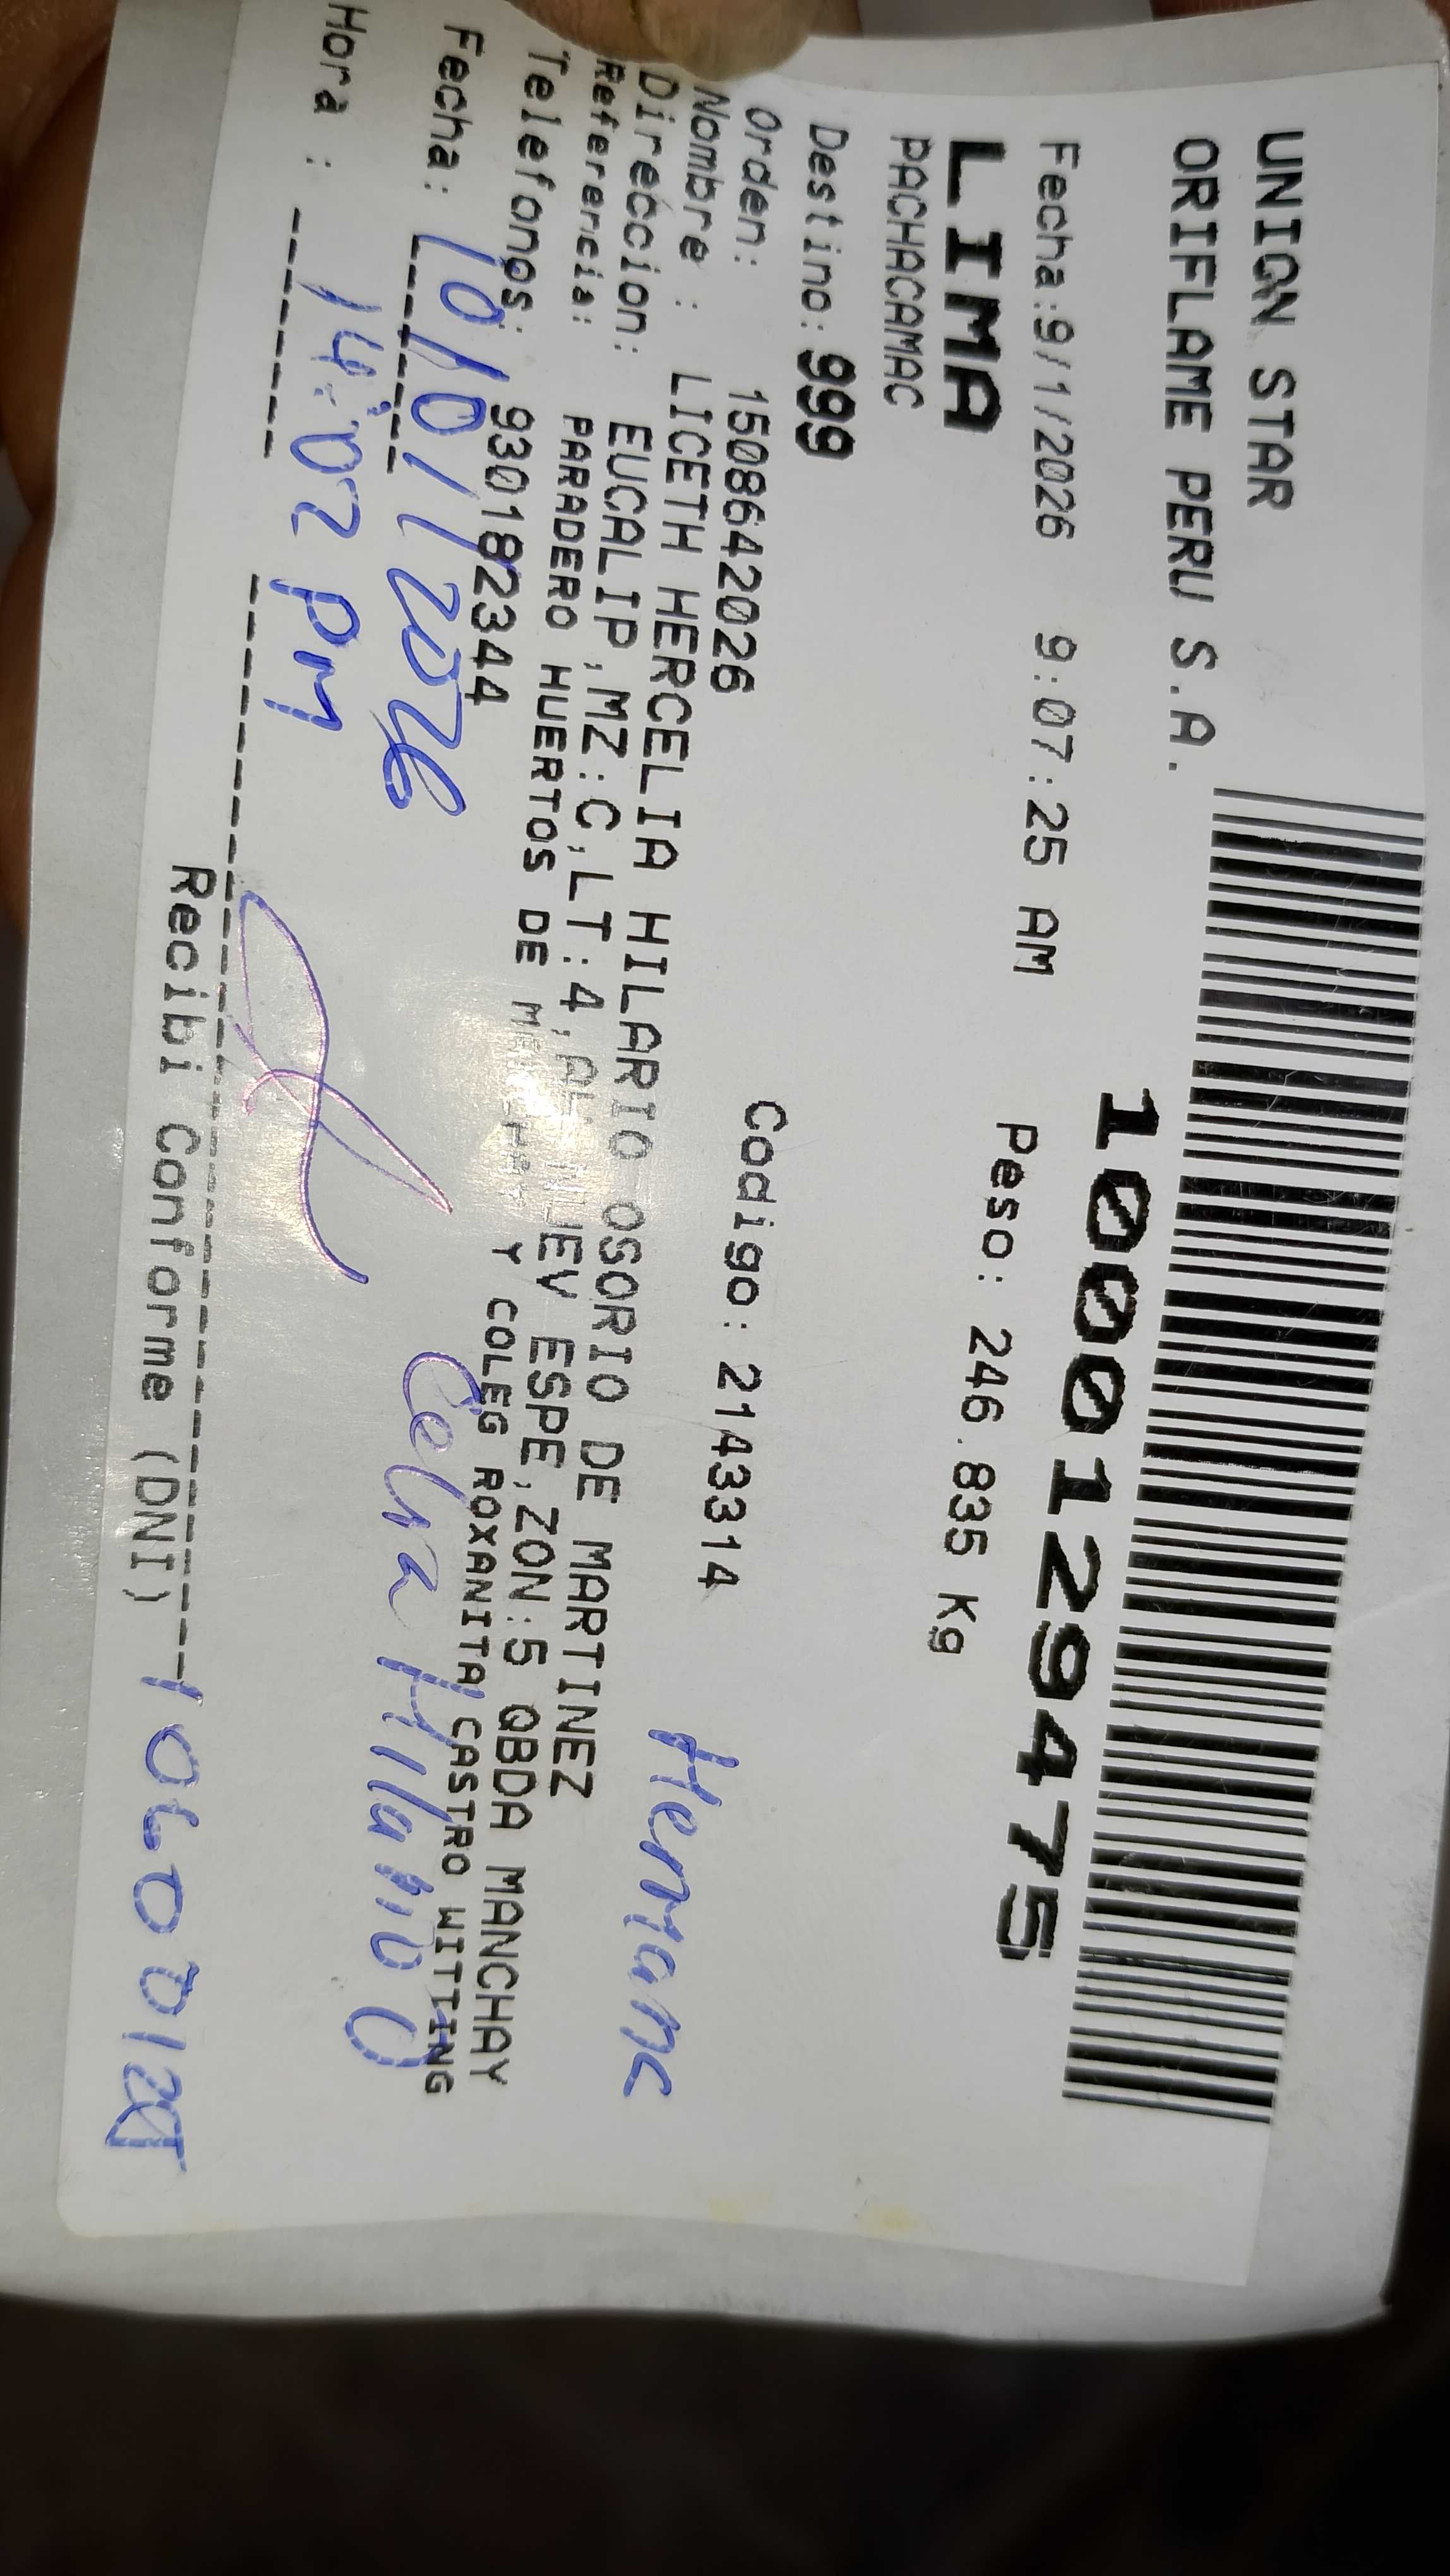 UNION STAR
ORIFLAME PERU S.A.
1000129475
Fecha:9/1/2026 9:07:25 AM Peso: 246.835 Kg
LIMA
PACHACAMAC
Destino: 999
Orden: 1508642026 Codigo: 2143314
Nombre : LICETH HERCELIA HILARIO OSORIO DE MARTINEZ
Hermana
Direccion: EUCALIP,MZ:C,LT:4, NUEV ESPE,ZON:5 QBDA MANCHAY
Referencia: PARADERO HUERTOS DE Y COLEG ROXANITA CASTRO WITTING
Telefonos: 930182344
Fecha: 10/01/2026 Hilario O
Hora : 14:02 PM
Recibi Conforme (DNI)